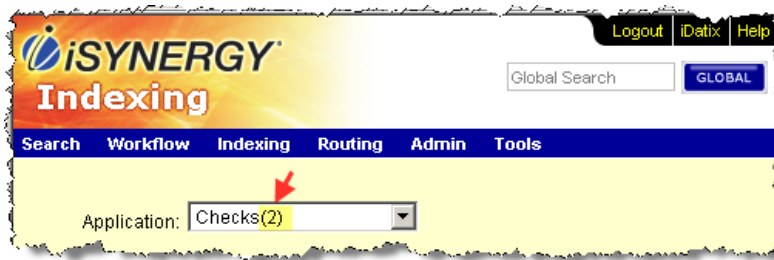 Logout iDatix Help
iSYNERGY
Global Search GLOBAL
Indexing
Search Workflow Indexing Routing Admin Tools
Application: Checks(2)